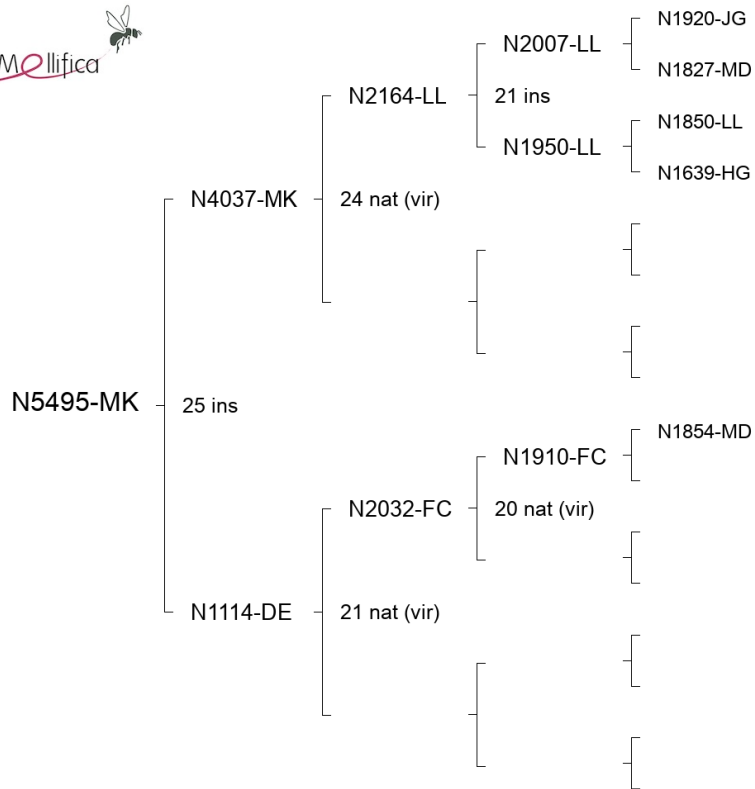 Mellifica
N1920-JG
N2007-LL
N1827-MD
N2164-LL
21 ins
N1850-LL
N1950-LL
N1639-HG
N4037-MK
24 nat (vir)
N5495-MK
25 ins
N1854-MD
N1910-FC
N2032-FC
20 nat (vir)
N1114-DE
21 nat (vir)